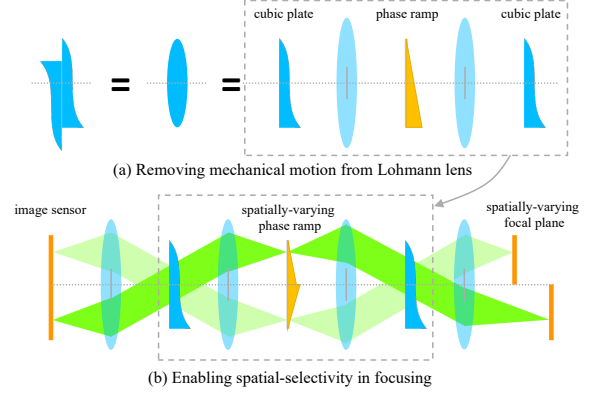 cubic plate
phase ramp
cubic plate
= =
(a) Removing mechanical motion from Lohmann lens
image sensor
spatially-varying
phase ramp
spatially-varying
focal plane
(b) Enabling spatial-selectivity in focusing